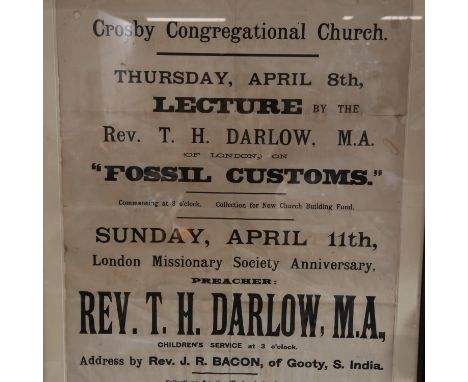 Crosby Congregational Church.
THURSDAY, APRIL 8th,
LECTURE BY THE
Rev. T. H. DARLOW, M.A.
(OF LONDON,) ON
"FOSSIL CUSTOMS."
Commencing at 8 o'clock. Collection for New Church Building Fund.
SUNDAY, APRIL 11th,
London Missionary Society Anniversary,
PREACHER:
REV. T. H. DARLOW, M.A.,
CHILDREN'S SERVICE at 3 o'clock.
Address by Rev. J. R. BACON, of Gooty, S. India.